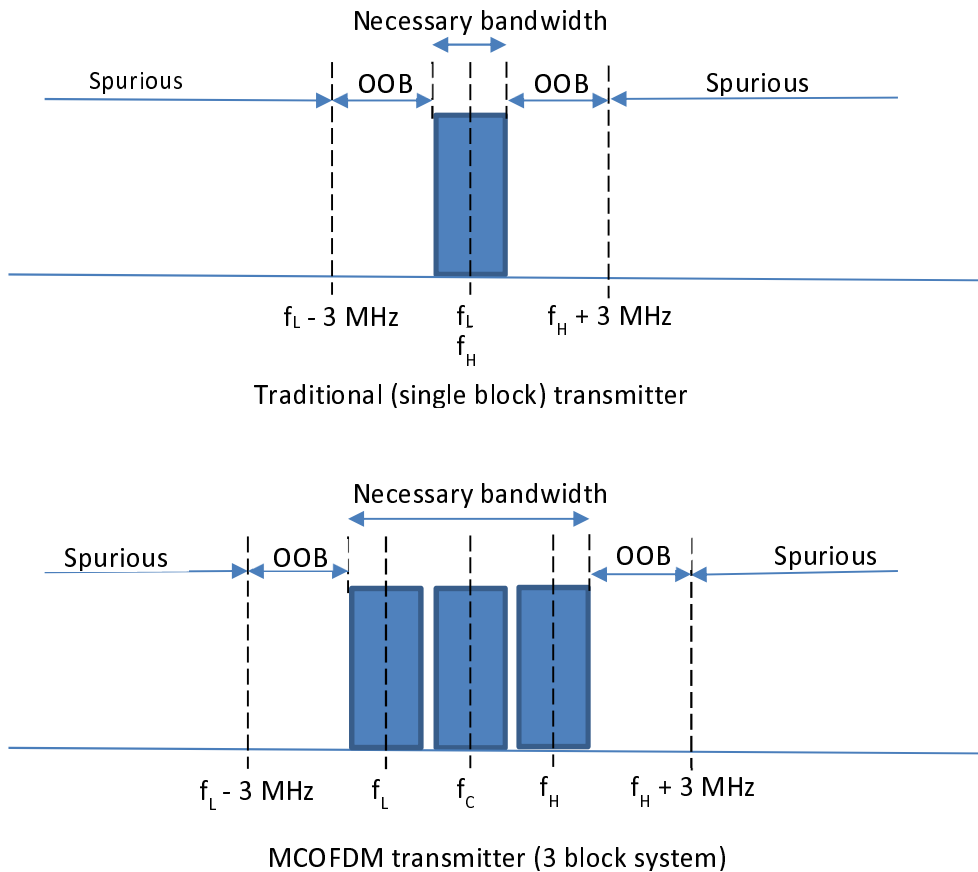 Necessary bandwidth
Spurious OOB OOB Spurious
fL - 3 MHz fL fH + 3 MHz
fH
Traditional (single block) transmitter
Necessary bandwidth
Spurious OOB OOB Spurious
fL - 3 MHz fL fC fH fH + 3 MHz
MCOFDM transmitter (3 block system)